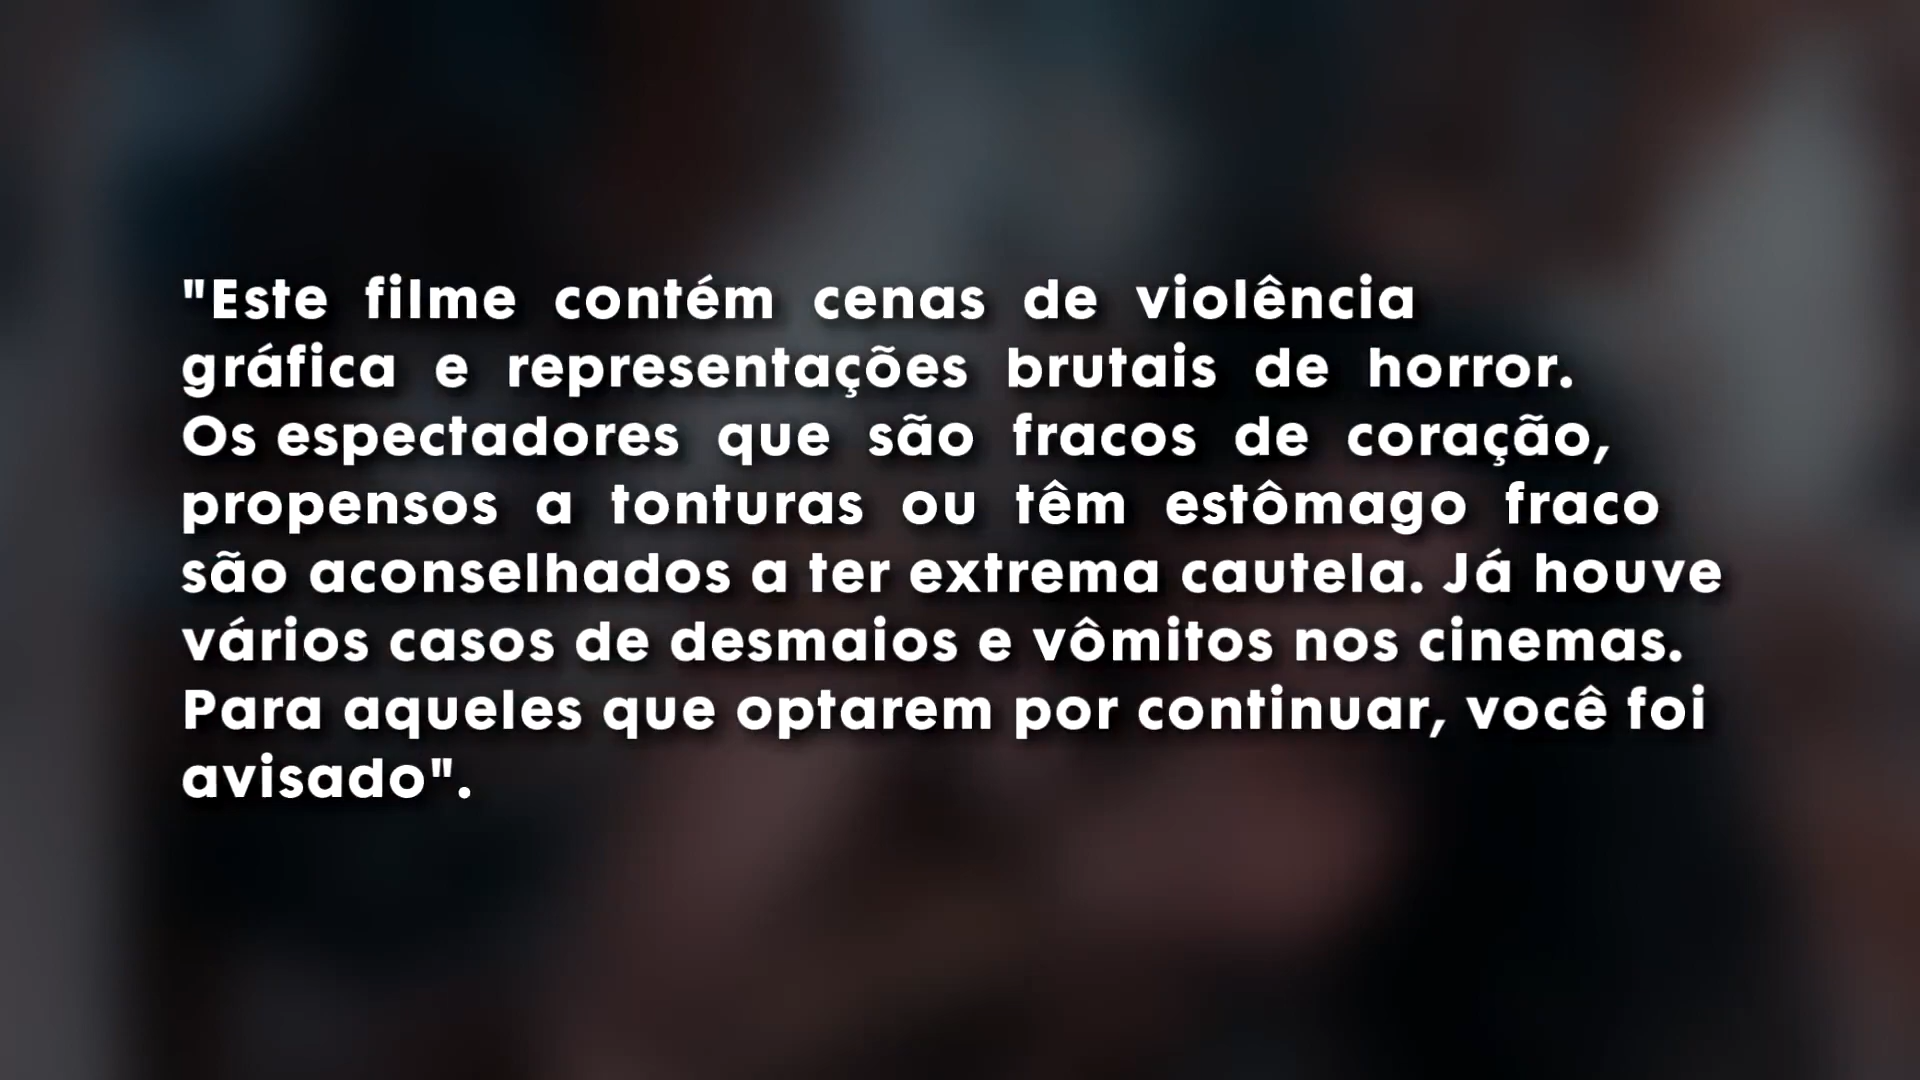 "Este filme contém cenas de violência
gráfica e representações brutais de horror.
Os espectadores que são fracos de coração,
propensos a tonturas ou têm estômago fraco
são aconselhados a ter extrema cautela. Já houve
vários casos de desmaios e vômitos nos cinemas.
Para aqueles que optarem por continuar, você foi
avisado".